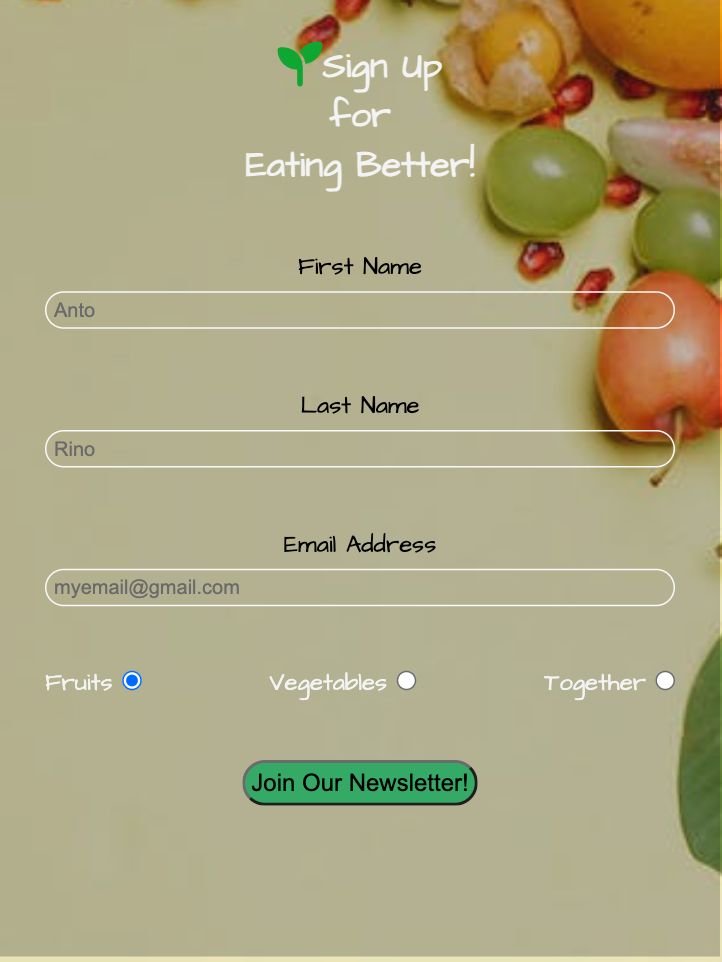 Sign Up
for
Eating Better!
First Name
Anto
Last Name
Rino
Email Address
myemail@gmail.com
Fruits Vegetables Together
Join Our Newsletter!